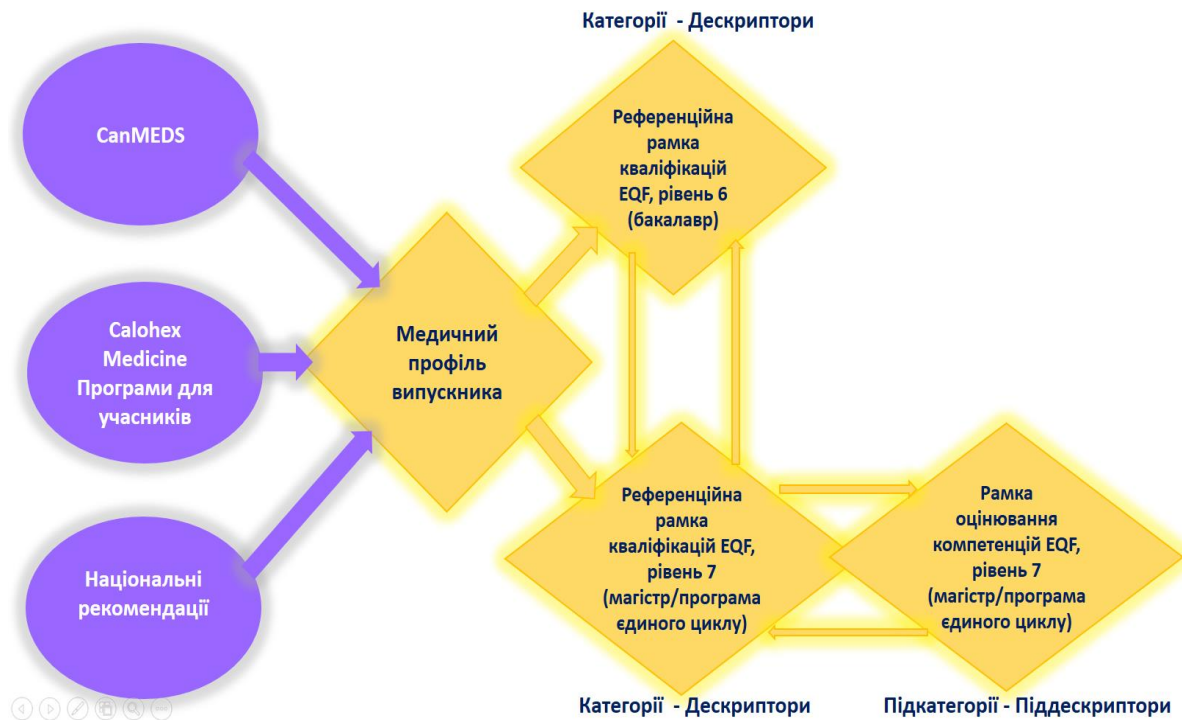 Категорії - Дескриптори
CanMEDS
Референційна
рамка
кваліфікацій
EQF, рівень 6
(бакалавр)
Calohex
Medicine
Програми для
учасників
Медичний
профіль
випускника
Національні
рекомендації
Референційна
рамка
кваліфікацій EQF,
рівень 7
(магістр/програма
єдиного циклу)
Рамка
оцінювання
компетенцій EQF,
рівень 7
(магістр/програма
єдиного циклу)
Категорії - Дескриптори
Підкатегорії - Піддескриптори